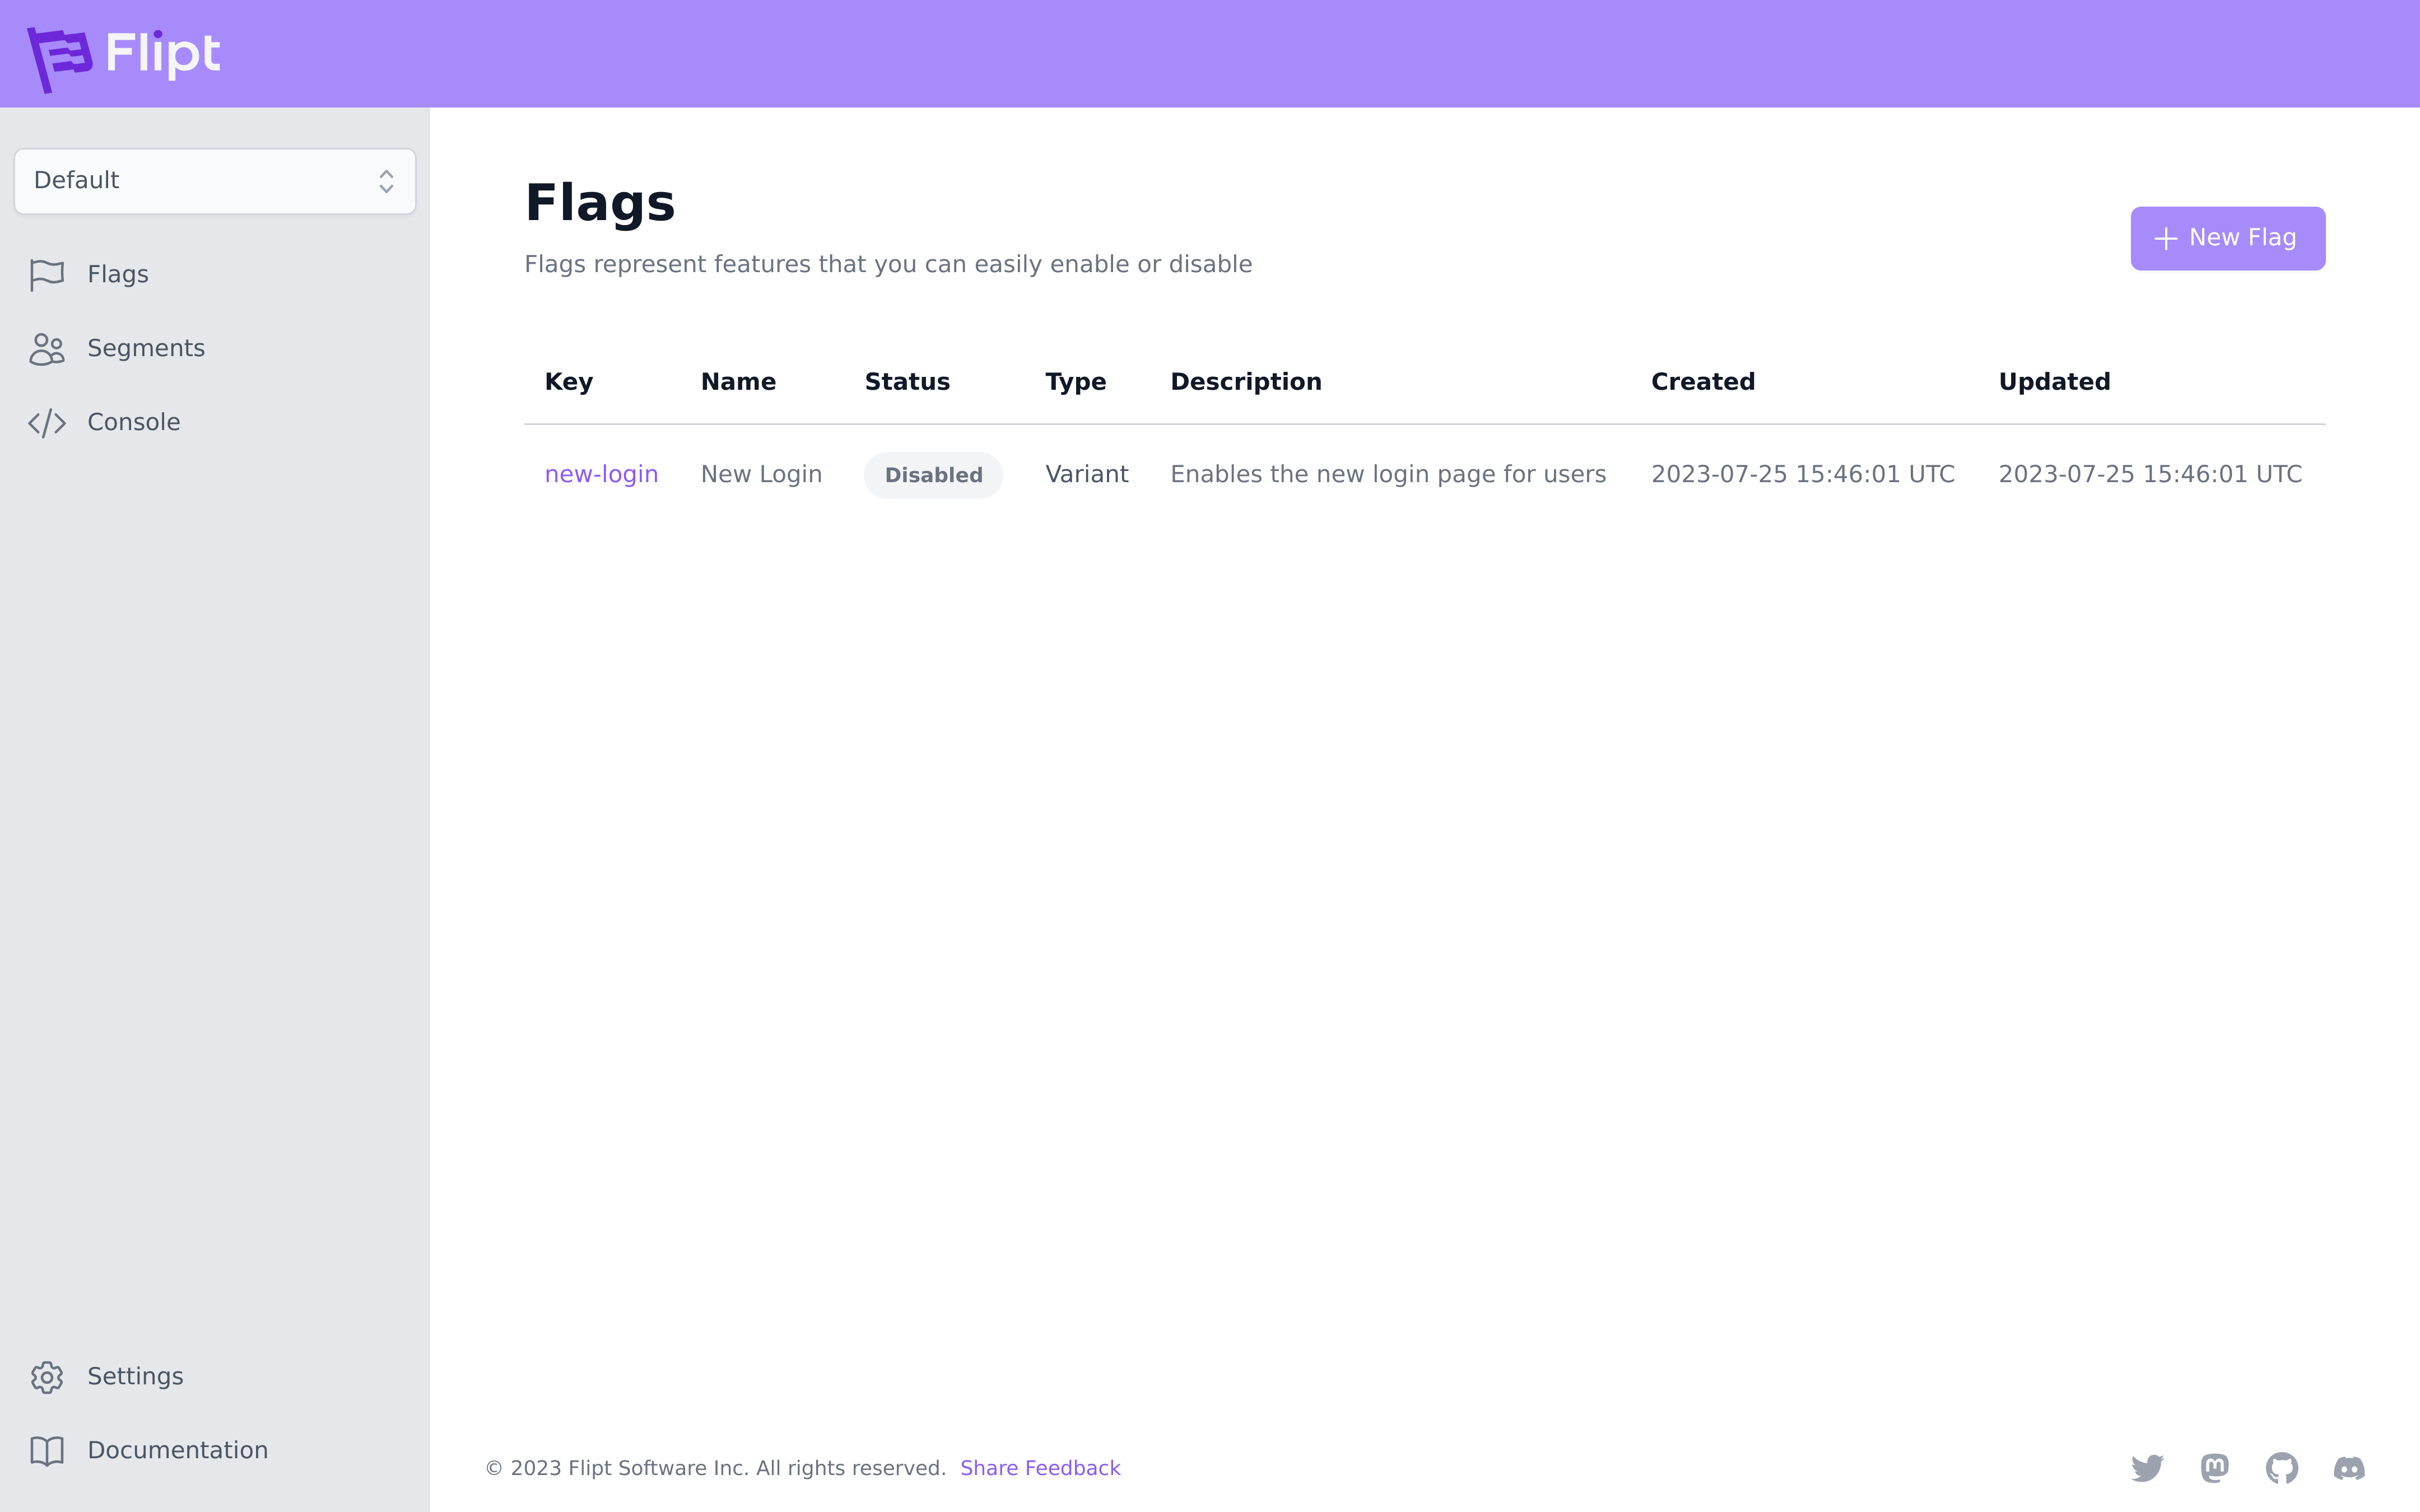 Flipt
Default
Flags
Segments
Console
Settings
Documentation
Flags
Flags represent features that you can easily enable or disable
New Flag
Key Name Status Type Description Created Updated
new-login New Login Disabled Variant Enables the new login page for users 2023-07-25 15:46:01 UTC 2023-07-25 15:46:01 UTC
© 2023 Flipt Software Inc. All rights reserved. Share Feedback